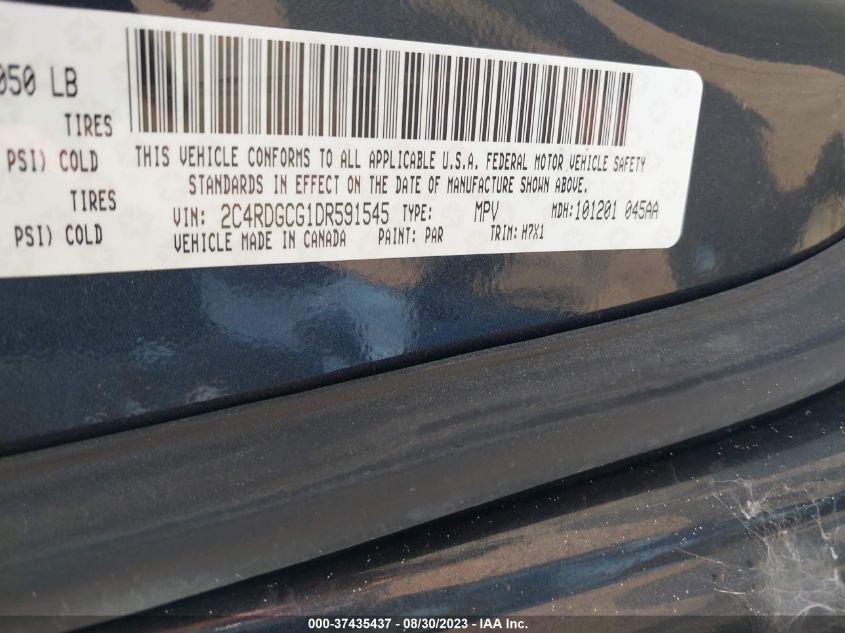 050 LB
TIRES
PSI) COLD
TIRES
PSI) COLD
THIS VEHICLE CONFORMS TO ALL APPLICABLE U.S.A. FEDERAL MOTOR VEHICLE SAFETY
STANDARDS IN EFFECT ON THE DATE OF MANUFACTURE SHOWN ABOVE.
VIN: 2C4RDGCG1DR591545 TYPE: MPV MDH:101201 045AA
VEHICLE MADE IN CANADA PAINT: PAR TRIM: H7X1
000-37435437 - 08/30/2023 - IAA Inc.